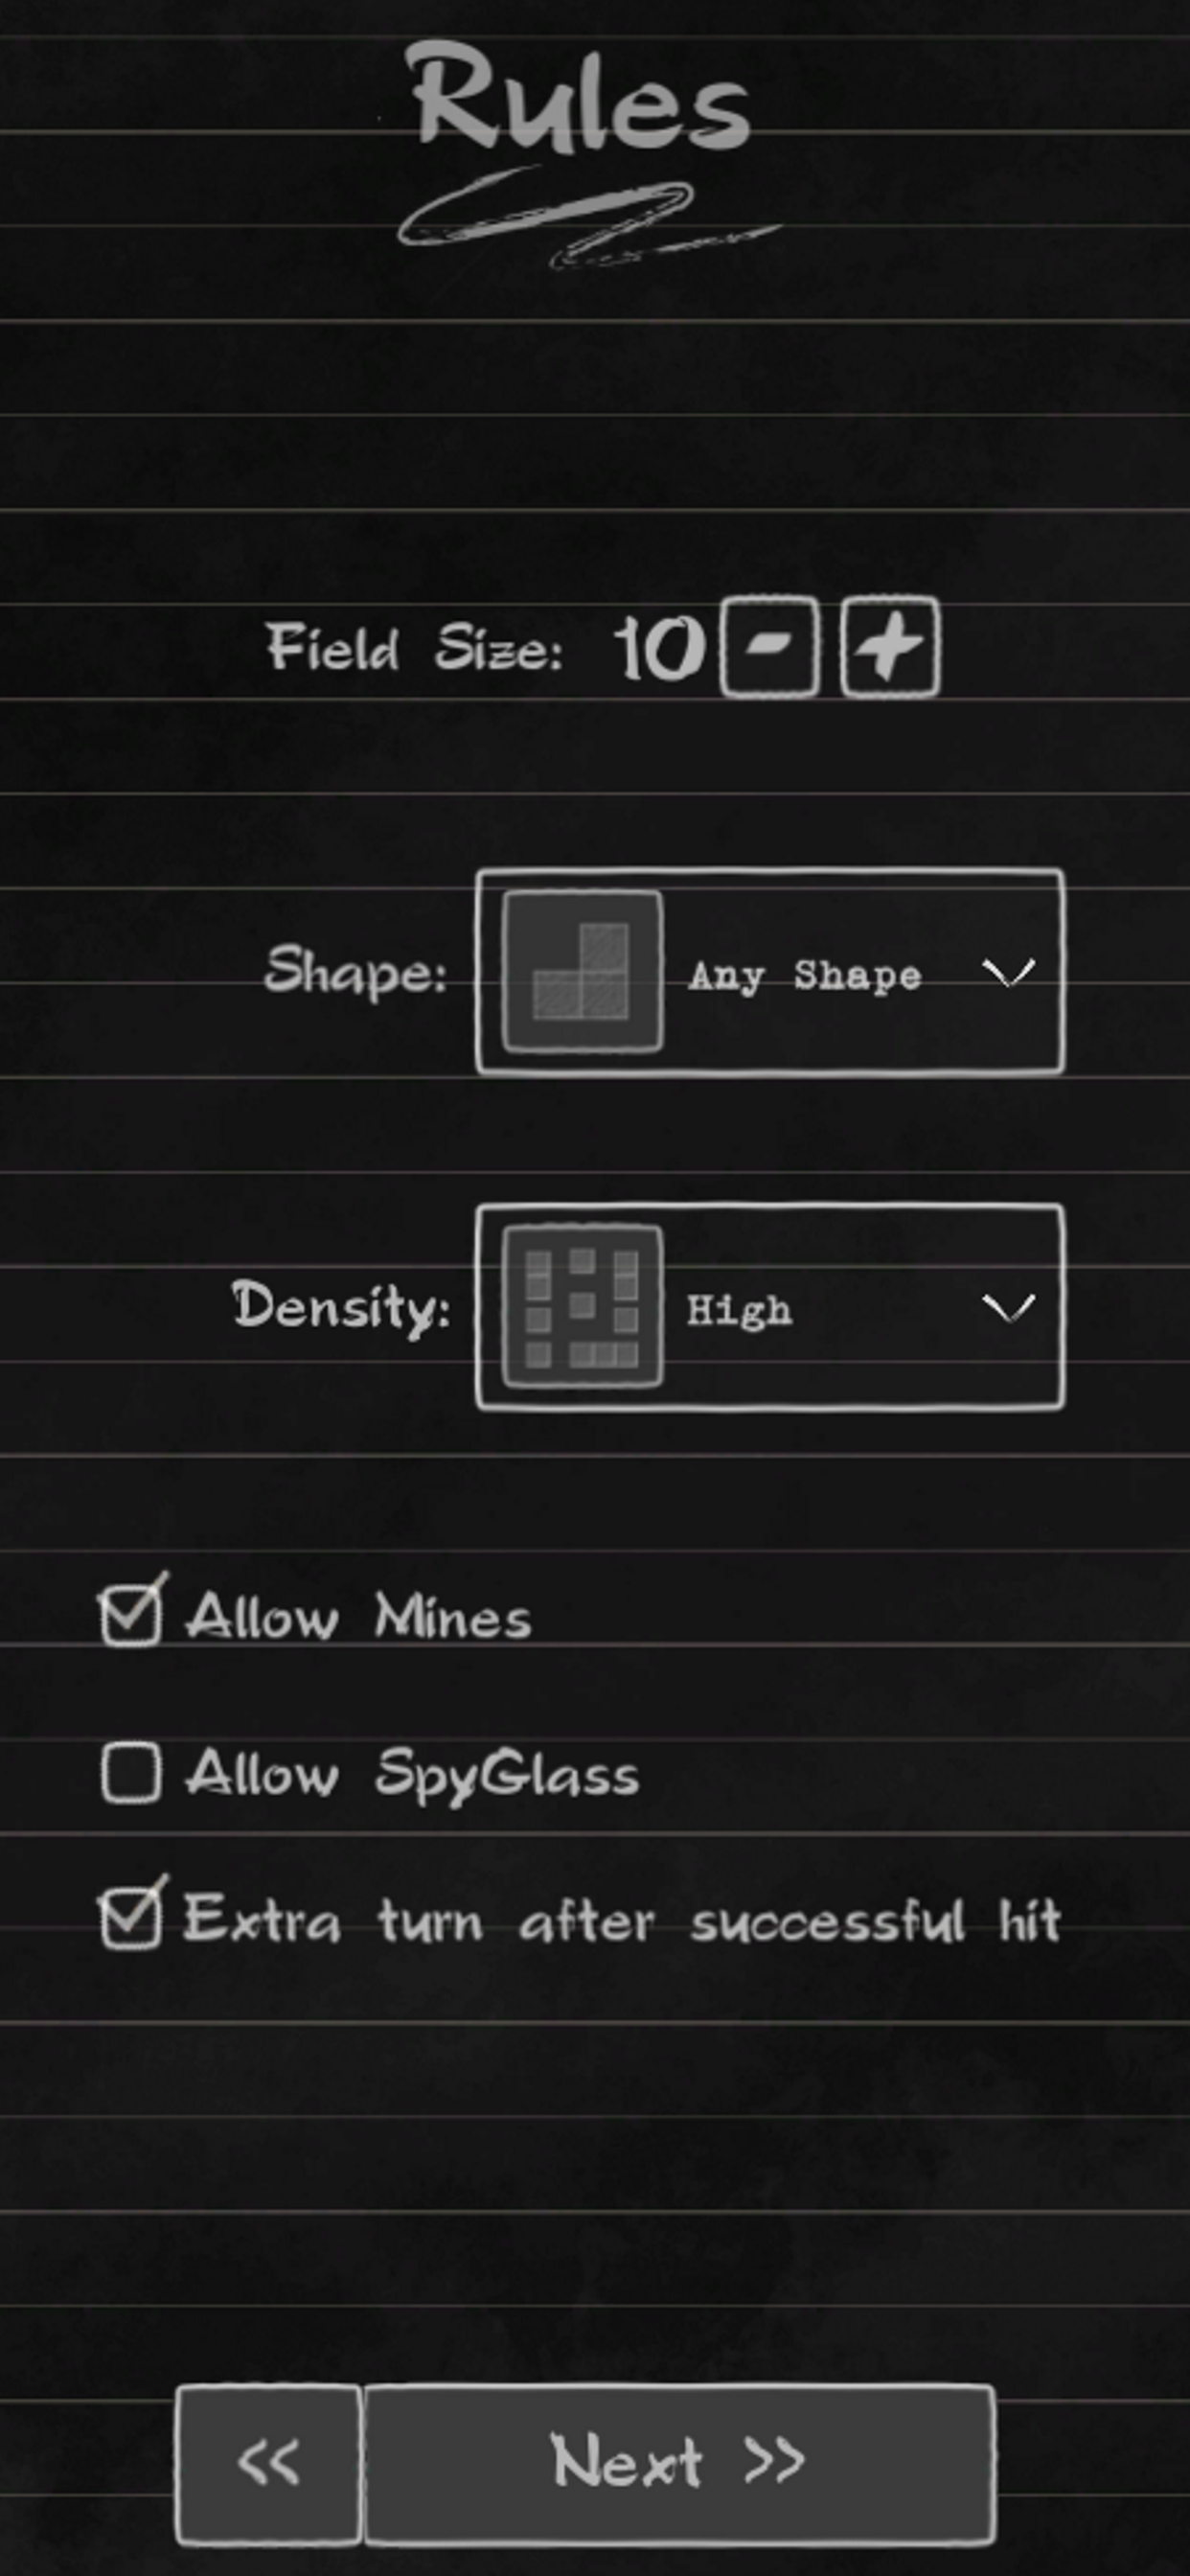 Rules
Field Size: 10 - +
Shape: Any Shape
Density: High
Allow Mines
Allow SpyGlass
Extra turn after successful hit
<< Next >>